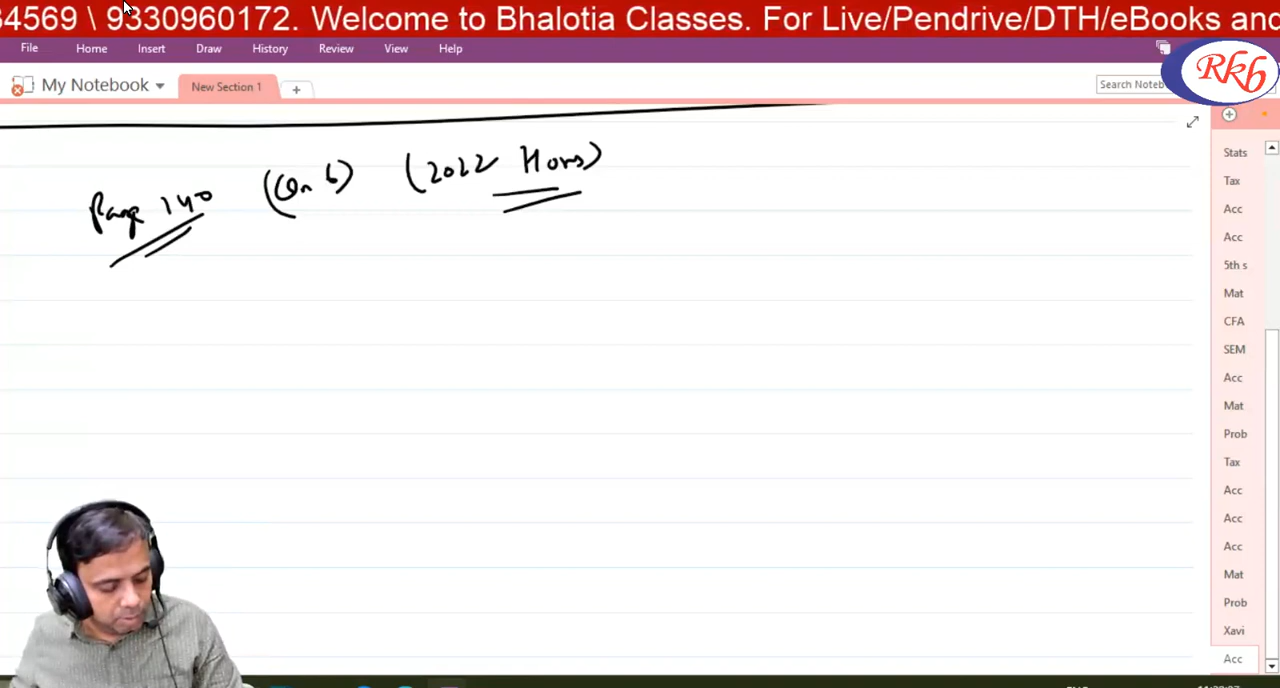 34569 \ 9330960172. Welcome to Bhalotia Classes. For Live/Pendrive/DTH/eBooks and
File Home Insert Draw History Review View Help
RKb
My Notebook New Section 1 + Search Noteb
Page 140 (Qn 6) (2022 Hons)
Stats
Tax
Acc
Acc
5th s
Mat
CFA
SEM
Acc
Mat
Prob
Tax
Acc
Acc
Acc
Mat
Prob
Xavi
Acc